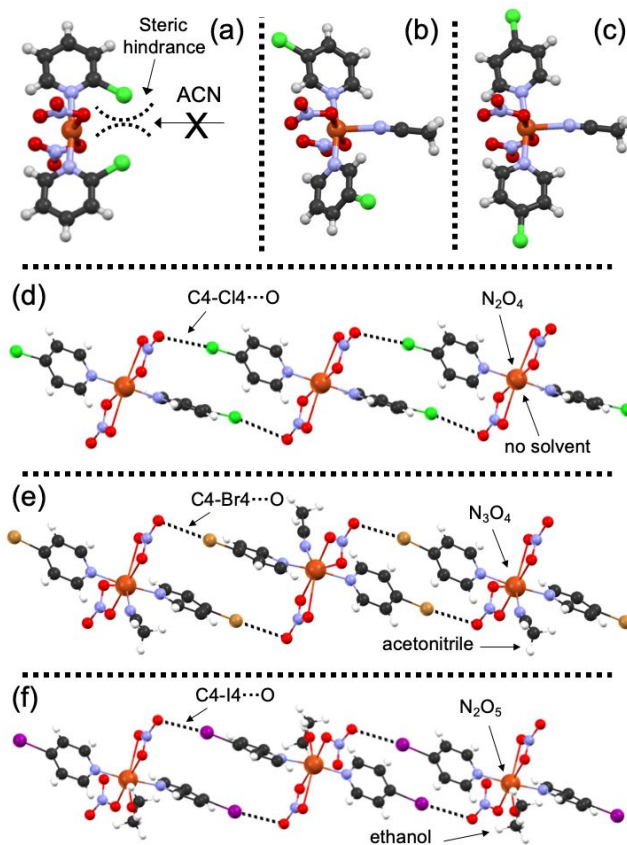 (a)
Steric
hindrance
ACN
X
(b)
(c)
(d)
C4-Cl4···O
N₂O₄
no solvent
(e)
C4-Br4···O
N₃O₄
acetonitrile
(f)
C4-I4···O
N₂O₅
ethanol